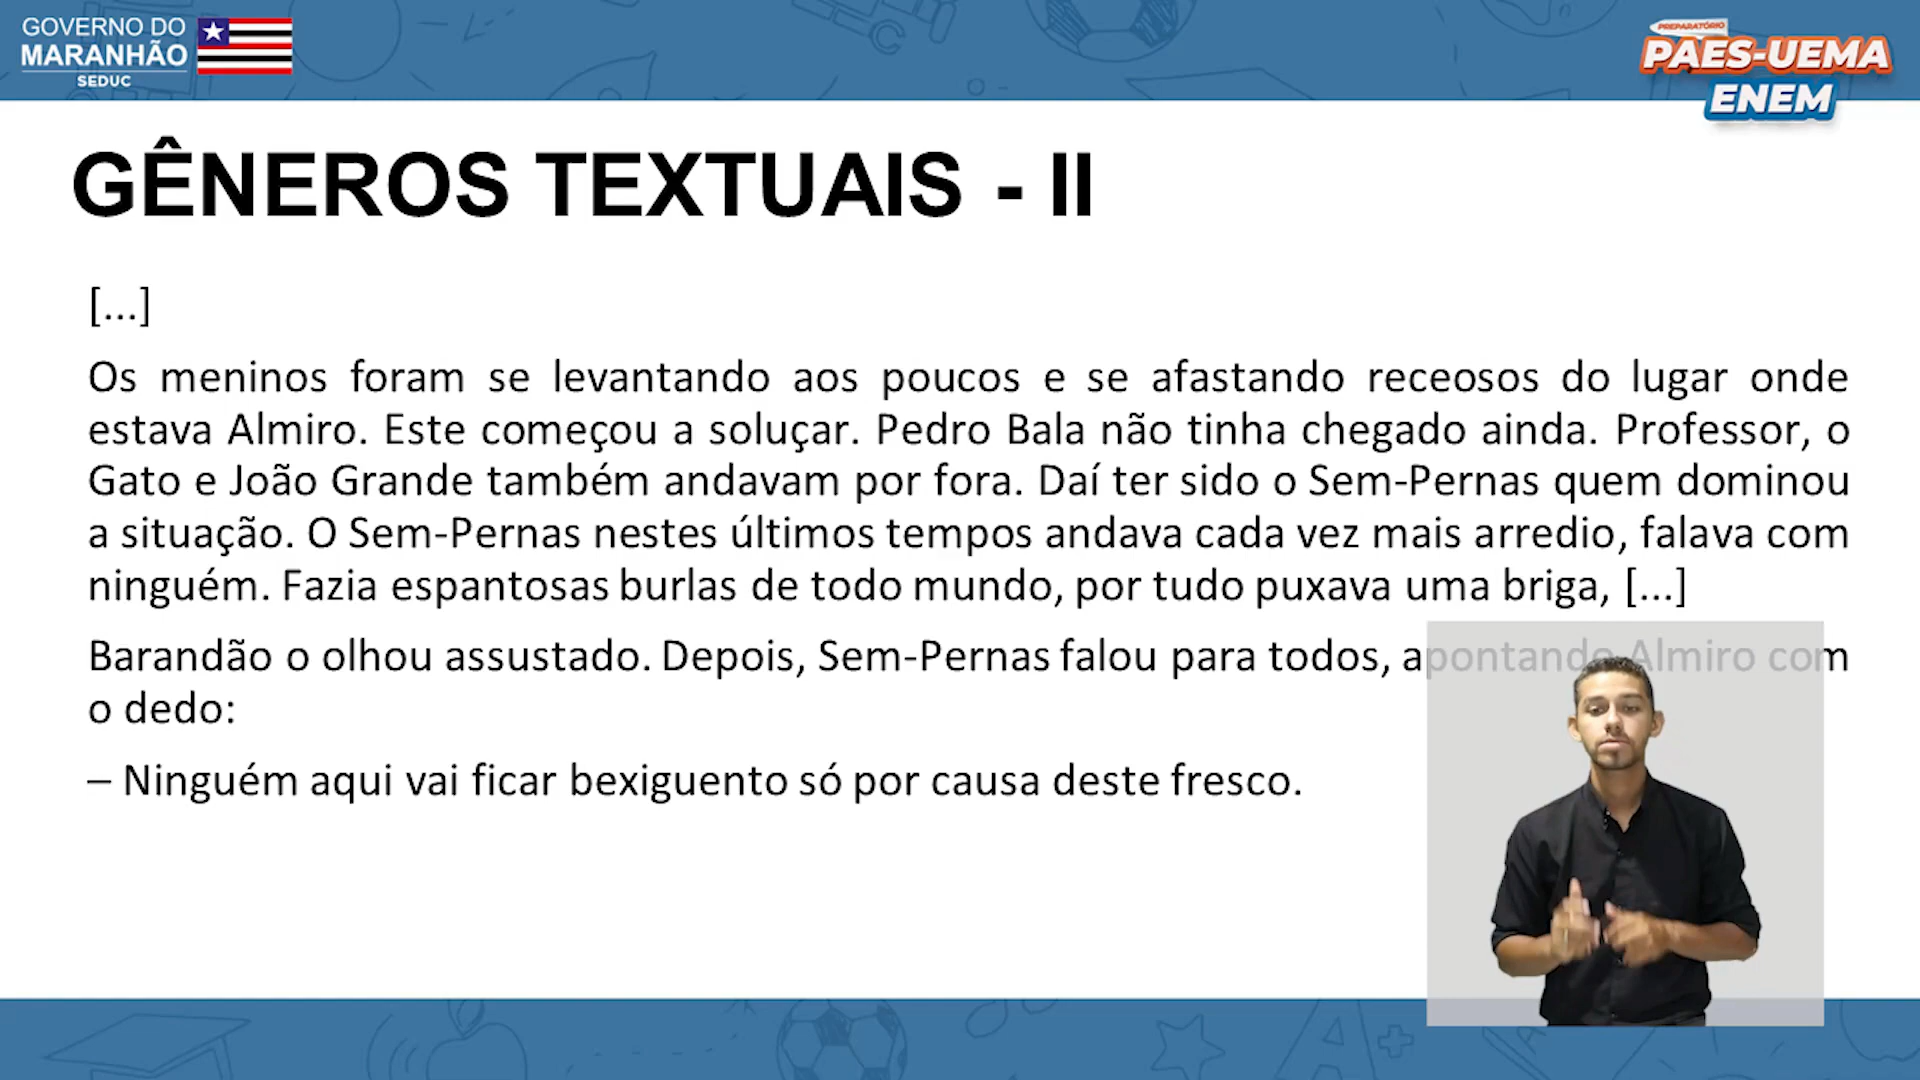 GOVERNO DO
MARANHÃO
SEDUC
PREPARATÓRIO
PAES-UEMA
ENEM
GÊNEROS TEXTUAIS - II
[...]
Os meninos foram se levantando aos poucos e se afastando receosos do lugar onde
estava Almiro. Este começou a soluçar. Pedro Bala não tinha chegado ainda. Professor, o
Gato e João Grande também andavam por fora. Daí ter sido o Sem-Pernas quem dominou
a situação. O Sem-Pernas nestes últimos tempos andava cada vez mais arredio, falava com
ninguém. Fazia espantosas burlas de todo mundo, por tudo puxava uma briga, [...]
Barandão o olhou assustado. Depois, Sem-Pernas falou para todos, apontando Almiro com
o dedo:
– Ninguém aqui vai ficar bexiguento só por causa deste fresco.
A+